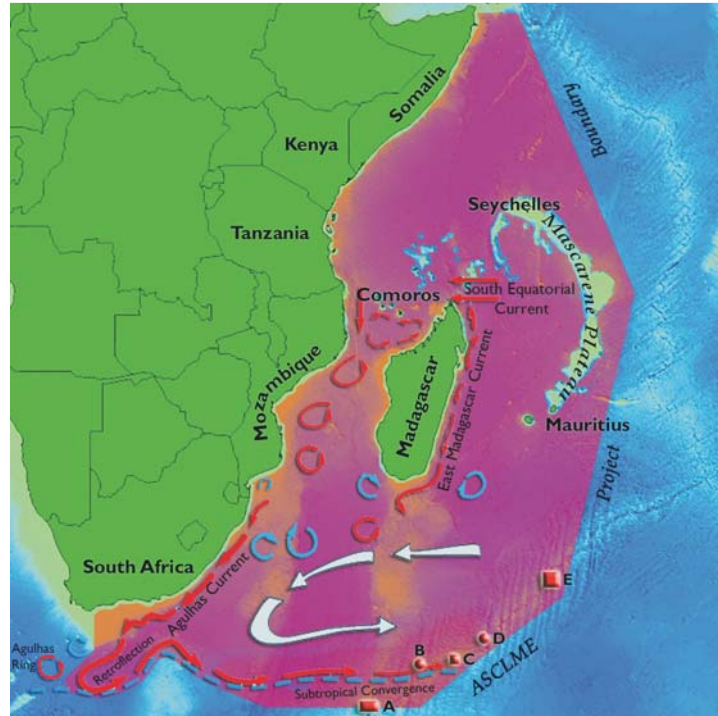 Somalia
Boundary
Kenya
Seychelles
Mascarene Plateau
Tanzania
Comoros
South Equatorial
Current
Mozambique
Madagascar
East Madagascar Current
Mauritius
Project
South Africa
Agulhas Current
E
Agulhas
Ring
Retroflection
B
C
D
ASCLME
Subtropical Convergence
A